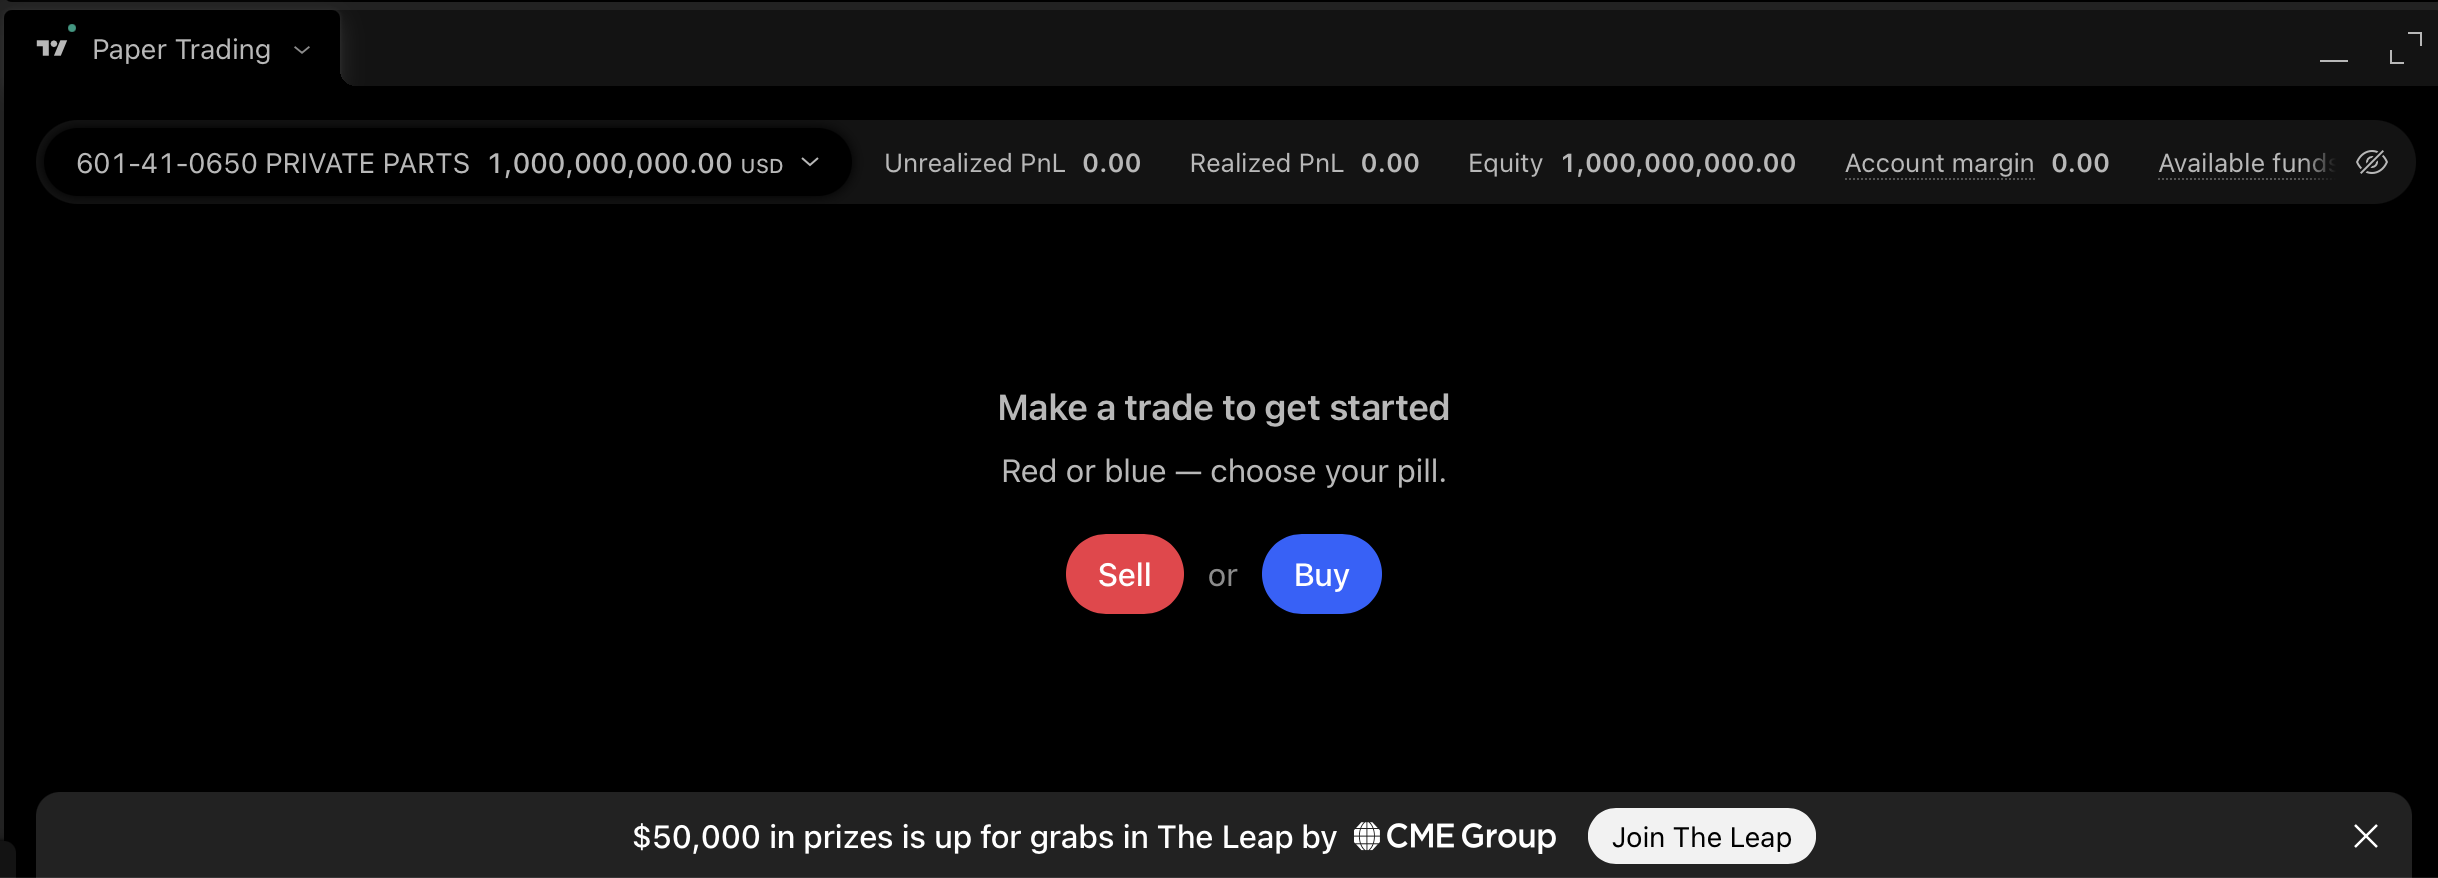 Paper Trading
601-41-0650 PRIVATE PARTS 1,000,000,000.00 USD Unrealized PnL 0.00 Realized PnL 0.00 Equity 1,000,000,000.00 Account margin 0.00 Available funds
Make a trade to get started
Red or blue — choose your pill.
Sell or Buy
$50,000 in prizes is up for grabs in The Leap by CME Group Join The Leap